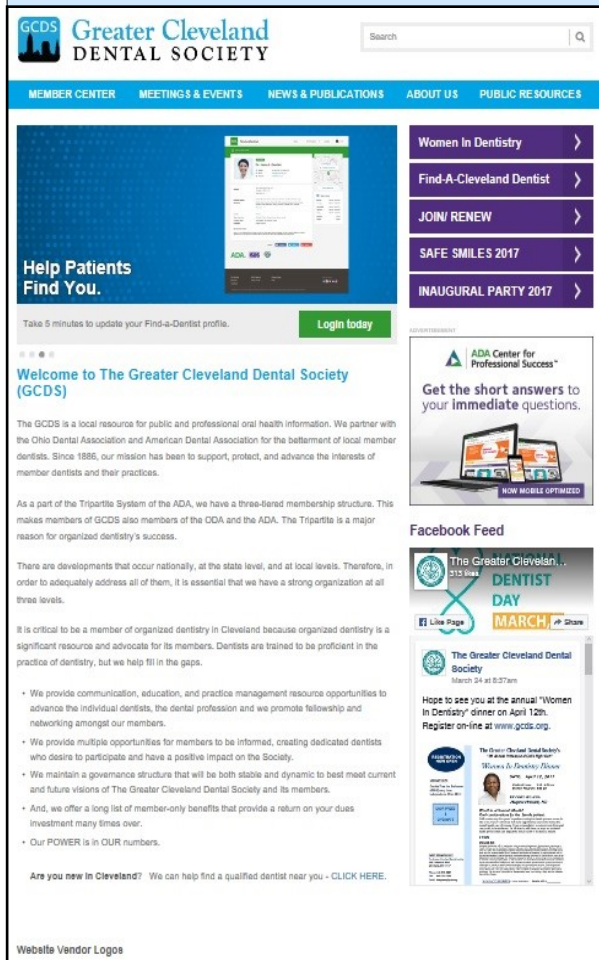 GCDS
Greater Cleveland
DENTAL SOCIETY
Search
MEMBER CENTER
MEETINGS & EVENTS
NEWS & PUBLICATIONS
ABOUT US
PUBLIC RESOURCES
Help Patients
Find You.
ADA
Take 5 minutes to update your Find-a-Dentist profile.
Login today
Welcome to The Greater Cleveland Dental Society
(GCDS)
The GCDS is a local resource for public and professional oral health information. We partner with
the Ohio Dental Association and American Dental Association for the betterment of local member
dentists. Since 1886, our mission has been to support, protect, and advance the interests of
member dentists and their practices.
As a part of the Tripartite System of the ADA, we have a three-tiered membership structure. This
makes members of GCDS also members of the ODA and the ADA. The Tripartite is a major
reason for organized dentistry's success.
There are developments that occur nationally, at the state level, and at local levels. Therefore, in
order to adequately address all of them, it is essential that we have a strong organization at all
three levels.
It is critical to be a member of organized dentistry in Cleveland because organized dentistry is a
significant resource and advocate for its members. Dentists are trained to be proficient in the
practice of dentistry, but we help fill in the gaps.
• We provide communication, education, and practice management resource opportunities to
advance the individual dentists, the dental profession and we promote fellowship and
networking amongst our members.
• We provide multiple opportunities for members to be informed, creating dedicated dentists
who desire to participate and have a positive impact on the Society.
• We maintain a governance structure that will be both stable and dynamic to best meet current
and future visions of The Greater Cleveland Dental Society and its members.
• And, we offer a long list of member-only benefits that provide a return on your dues
investment many times over.
• Our POWER is in OUR numbers.
Are you new in Cleveland? We can help find a qualified dentist near you - CLICK HERE.
Website Vendor Logos
Women In Dentistry
Find-A-Cleveland Dentist
JOIN/ RENEW
SAFE SMILES 2017
INAUGURAL PARTY 2017
ADVERTISEMENT
ADA Center for
Professional Success™
Get the short answers to
your immediate questions.
NOW MOBILE OPTIMIZED
Facebook Feed
The Greater Clevelan...
313 likes
NATIONAL
DENTIST
DAY
MARCH
Like Page
Share
The Greater Cleveland Dental
Society
March 24 at 8:37am
Hope to see you at the annual "Women
In Dentistry" dinner on April 12th.
Register on-line at www.gcds.org.
REGISTRATION
NOW OPEN
The Greater Cleveland Dental Society's
Women in Dentistry Dinner